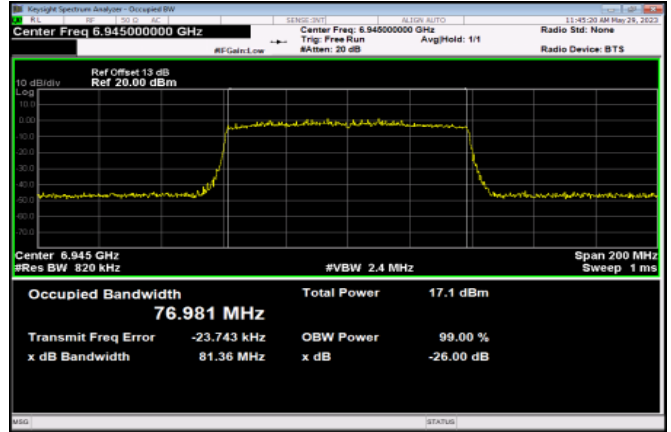 Keysight Spectrum Analyzer - Occupied BW
RL RF 50 Ω AC SENSE:INT ALIGN AUTO 11:45:20 AM May 29, 2023
Center Freq 6.945000000 GHz Center Freq: 6.945000000 GHz Radio Std: None
Trig: Free Run Avg|Hold: 1/1
#IFGain:Low #Atten: 20 dB Radio Device: BTS
Ref Offset 13 dB
10 dB/div Ref 20.00 dBm
Log
10.0
0.00
-10.0
-20.0
-30.0
-40.0
-50.0
-60.0
-70.0
Center 6.945 GHz Span 200 MHz
#Res BW 820 kHz #VBW 2.4 MHz Sweep 1 ms
Occupied Bandwidth Total Power 17.1 dBm
76.981 MHz
Transmit Freq Error -23.743 kHz OBW Power 99.00 %
x dB Bandwidth 81.36 MHz x dB -26.00 dB
MSG STATUS